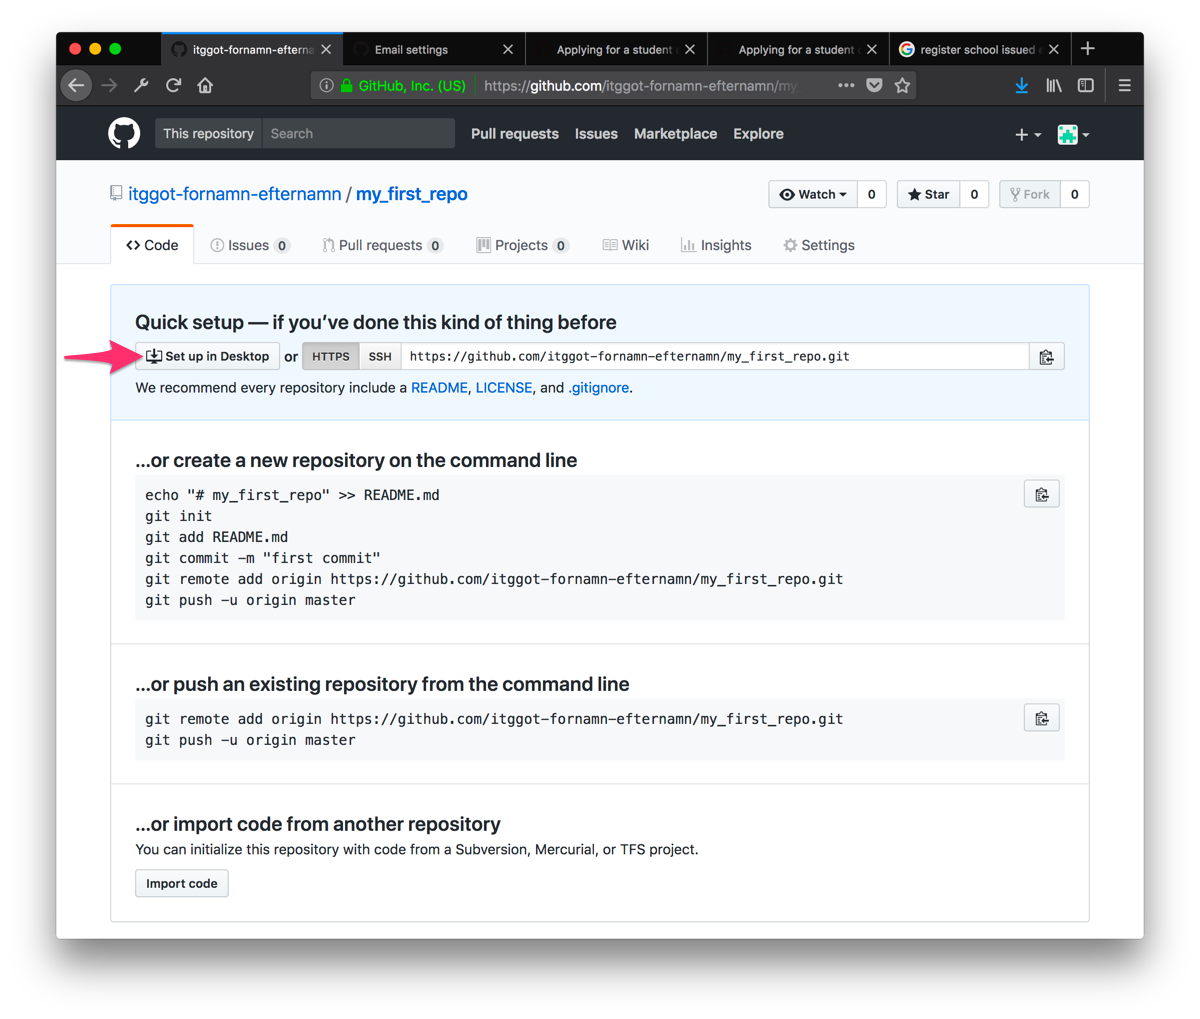 itggot-fornamn-efterna
Email settings
Applying for a student
Applying for a student
register school issued
GitHub, Inc. (US)
https://github.com/itggot-fornamn-efternamn/my_
This repository
Search
Pull requests
Issues
Marketplace
Explore
itggot-fornamn-efternamn / my_first_repo
Watch
0
Star
0
Fork
0
Code
Issues 0
Pull requests 0
Projects 0
Wiki
Insights
Settings
Quick setup — if you’ve done this kind of thing before
Set up in Desktop or HTTPS SSH https://github.com/itggot-fornamn-efternamn/my_first_repo.git
We recommend every repository include a README, LICENSE, and .gitignore.
…or create a new repository on the command line
echo "# my_first_repo" >> README.md
git init
git add README.md
git commit -m "first commit"
git remote add origin https://github.com/itggot-fornamn-efternamn/my_first_repo.git
git push -u origin master
…or push an existing repository from the command line
git remote add origin https://github.com/itggot-fornamn-efternamn/my_first_repo.git
git push -u origin master
…or import code from another repository
You can initialize this repository with code from a Subversion, Mercurial, or TFS project.
Import code